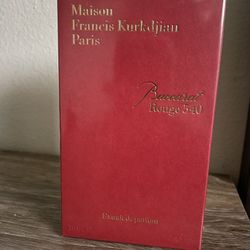 Maison
Francis Kurkdjian
Paris
Baccarat
Rouge 540
Extrait de parfum